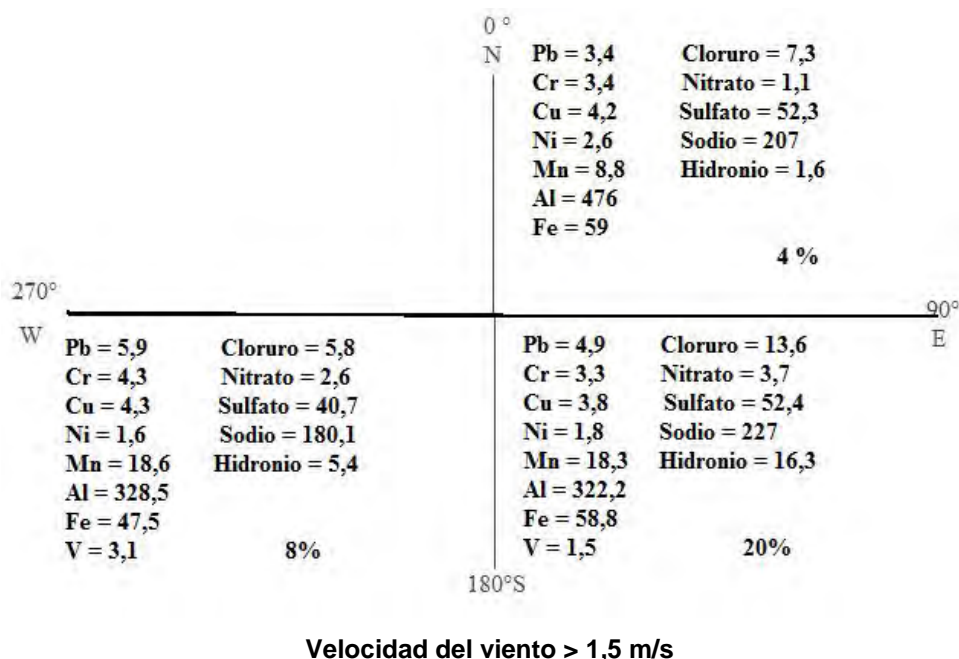 0 °
N
Pb = 3,4
Cr = 3,4
Cu = 4,2
Ni = 2,6
Mn = 8,8
Al = 476
Fe = 59
Cloruro = 7,3
Nitrato = 1,1
Sulfato = 52,3
Sodio = 207
Hidronio = 1,6
4 %
270°
W
90°
E
Pb = 5,9
Cr = 4,3
Cu = 4,3
Ni = 1,6
Mn = 18,6
Al = 328,5
Fe = 47,5
V = 3,1
Cloruro = 5,8
Nitrato = 2,6
Sulfato = 40,7
Sodio = 180,1
Hidronio = 5,4
8%
Pb = 4,9
Cr = 3,3
Cu = 3,8
Ni = 1,8
Mn = 18,3
Al = 322,2
Fe = 58,8
V = 1,5
Cloruro = 13,6
Nitrato = 3,7
Sulfato = 52,4
Sodio = 227
Hidronio = 16,3
20%
180°S
Velocidad del viento > 1,5 m/s